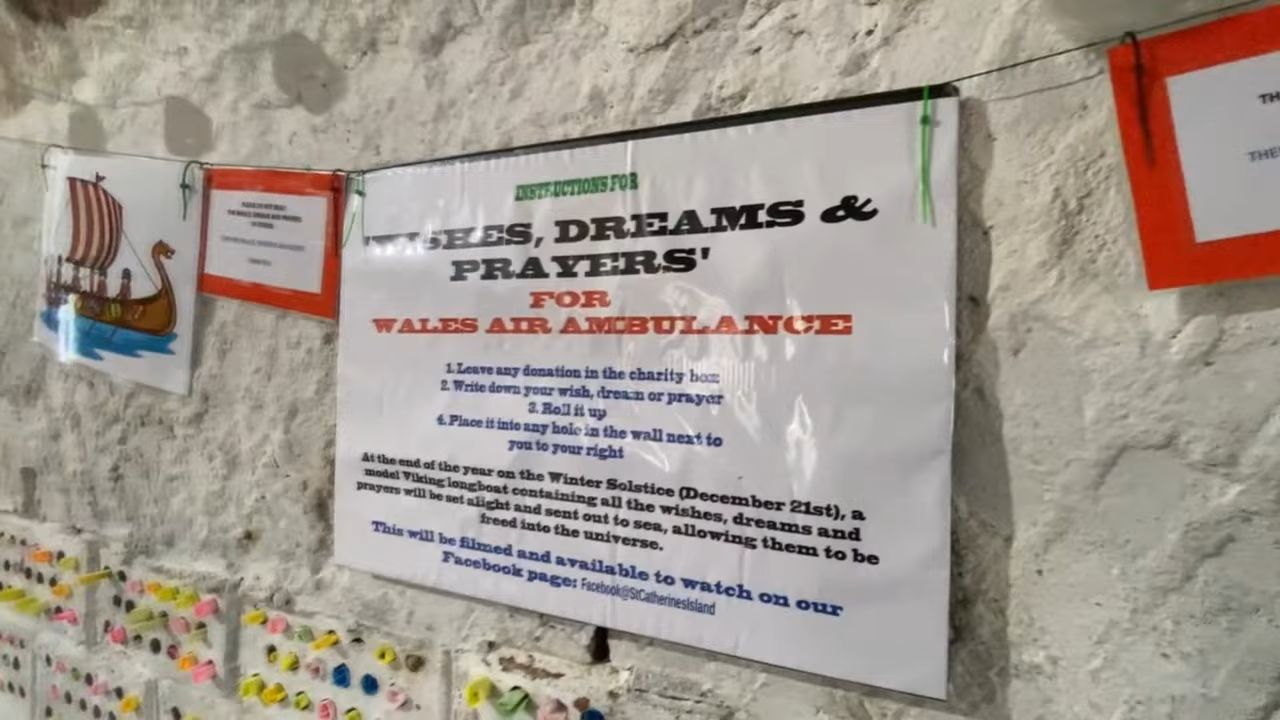 INSTRUCTIONS FOR
'WISHES, DREAMS &
PRAYERS'
FOR
WALES AIR AMBULANCE
1. Leave any donation in the charity box
2. Write down your wish, dream or prayer
3. Roll it up
4. Place it into any hole in the wall next to
you to your right
At the end of the year on the Winter Solstice (December 21st), a
model Viking longboat containing all the wishes, dreams and
prayers will be set alight and sent out to sea, allowing them to be
freed into the universe.
This will be filmed and available to watch on our
Facebook page: Facebook@StCatherinesIsland
TH
THE